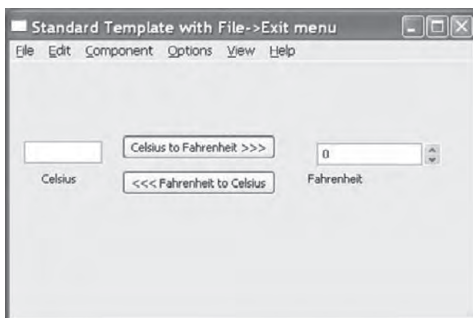 Standard Template with File->Exit menu
File Edit Component Options View Help
Celsius to Fahrenheit >>>
0
Celsius
<<< Fahrenheit to Celsius
Fahrenheit